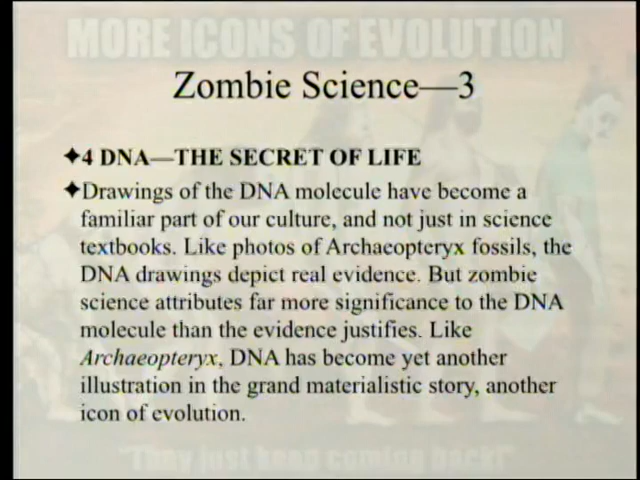 MORE ICONS OF EVOLUTION
Zombie Science—3
✦4 DNA—THE SECRET OF LIFE
✦Drawings of the DNA molecule have become a
familiar part of our culture, and not just in science
textbooks. Like photos of Archaeopteryx fossils, the
DNA drawings depict real evidence. But zombie
science attributes far more significance to the DNA
molecule than the evidence justifies. Like
Archaeopteryx, DNA has become yet another
illustration in the grand materialistic story, another
icon of evolution.
"They just keep coming back!"